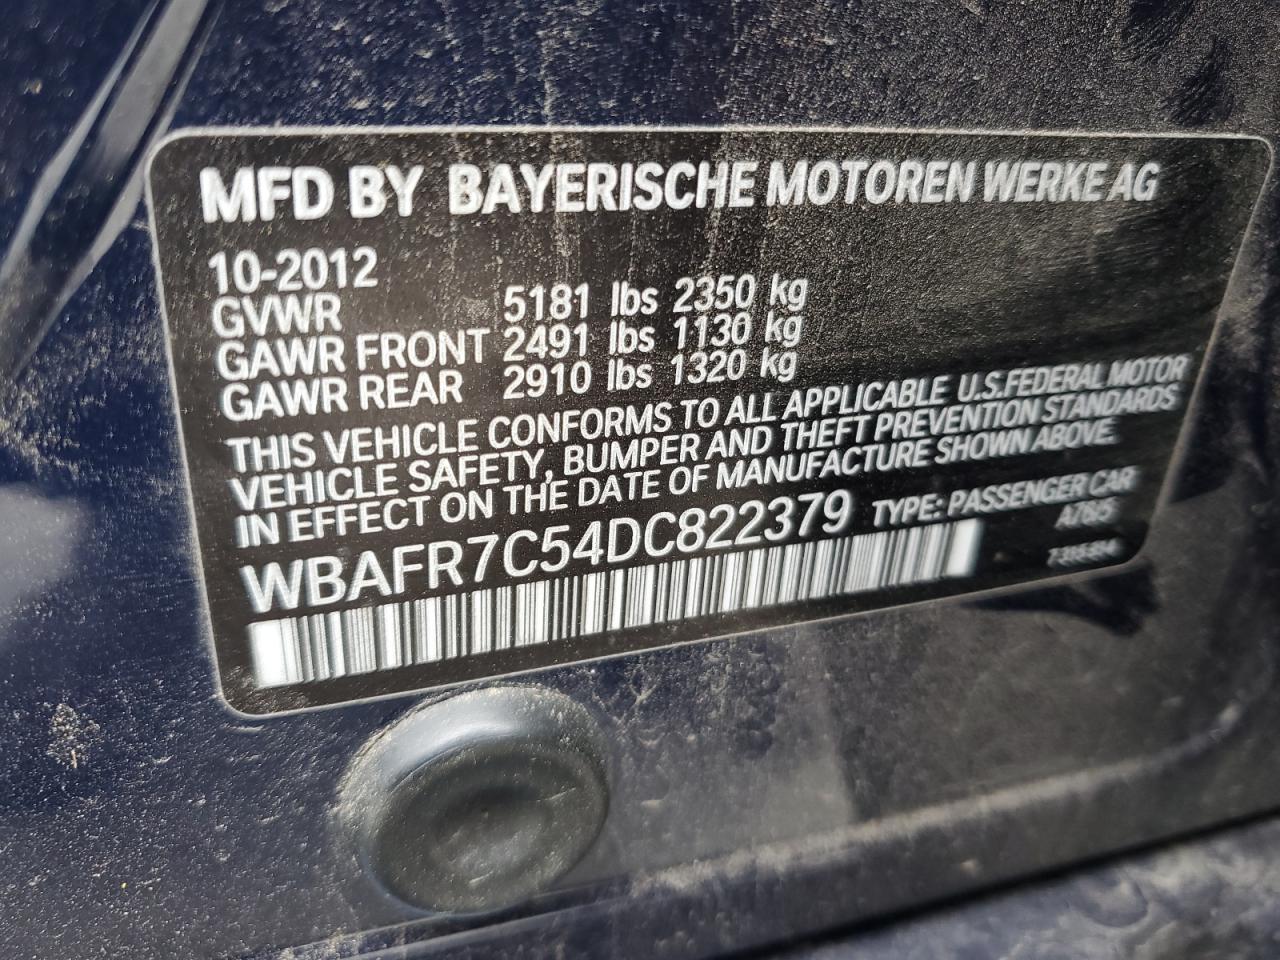 MFD BY BAYERISCHE MOTOREN WERKE AG
10-2012
GVWR 5181 lbs 2350 kg
GAWR FRONT 2491 lbs 1130 kg
GAWR REAR 2910 lbs 1320 kg
THIS VEHICLE CONFORMS TO ALL APPLICABLE U.S.FEDERAL MOTOR
VEHICLE SAFETY, BUMPER AND THEFT PREVENTION STANDARDS
IN EFFECT ON THE DATE OF MANUFACTURE SHOWN ABOVE.
WBAFR7C54DC822379 TYPE: PASSENGER CAR